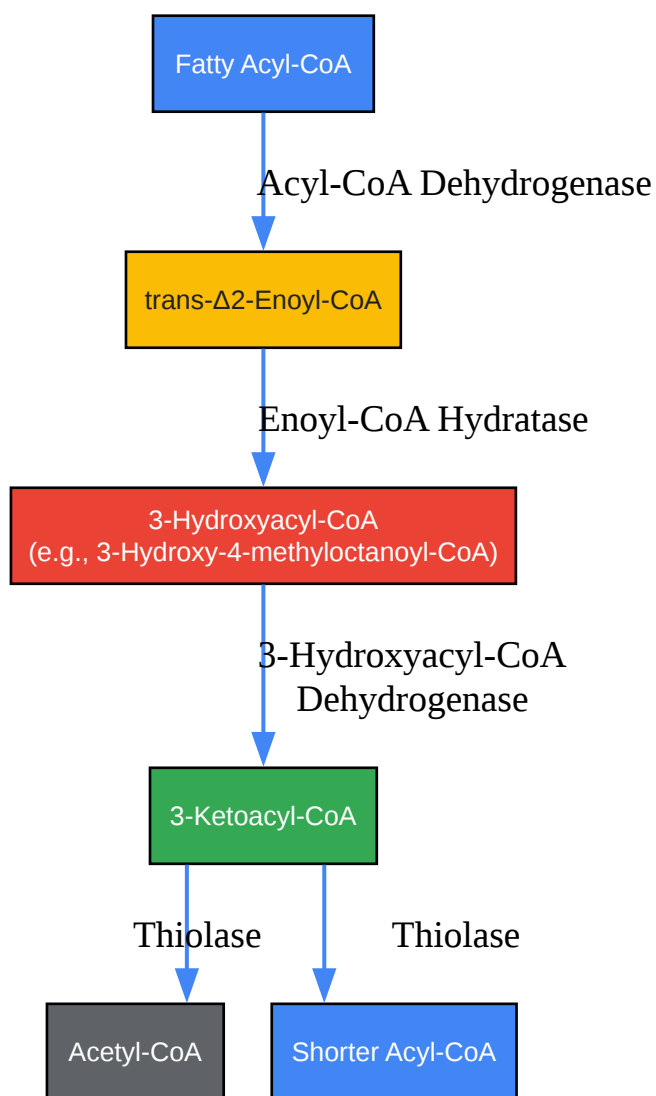 Fatty Acyl-CoA
Acyl-CoA Dehydrogenase
trans-Δ2-Enoyl-CoA
Enoyl-CoA Hydratase
3-Hydroxyacyl-CoA
(e.g., 3-Hydroxy-4-methyloctanoyl-CoA)
3-Hydroxyacyl-CoA
Dehydrogenase
3-Ketoacyl-CoA
Thiolase
Thiolase
Acetyl-CoA
Shorter Acyl-CoA